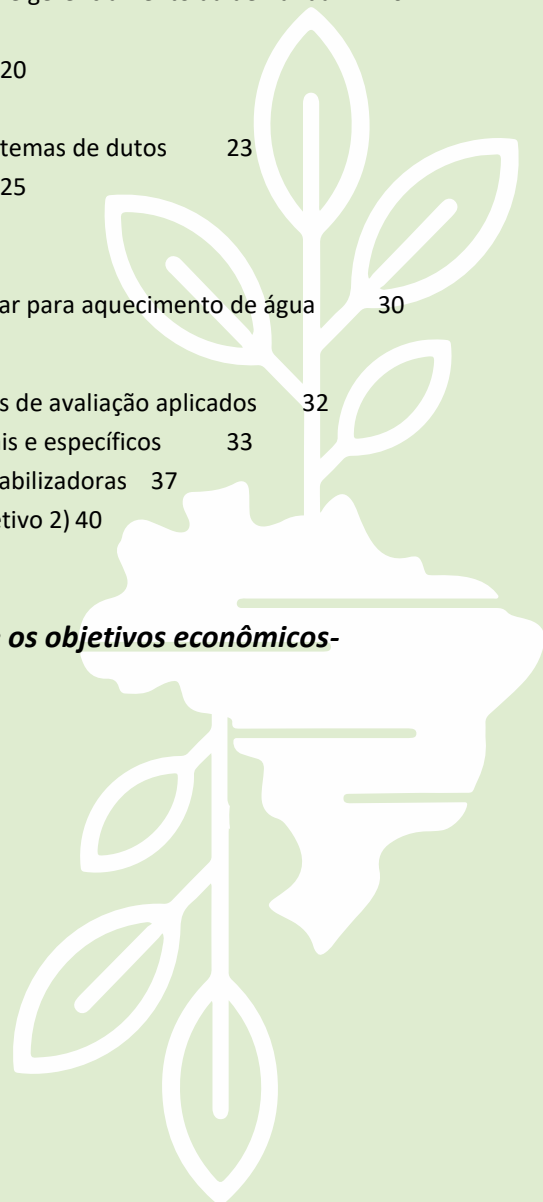 20
temas de dutos 23
25
ar para aquecimento de água 30
s de avaliação aplicados 32
is e específicos 33
abilizadoras 37
etivo 2) 40
os objetivos econômicos-